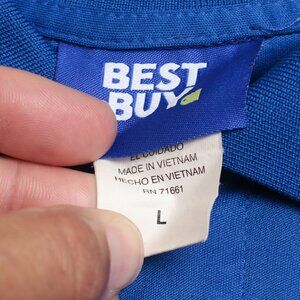 BEST
BUY
EL CUIDADO
MADE IN VIETNAM
HECHO EN VIETNAM
RN 71661
L